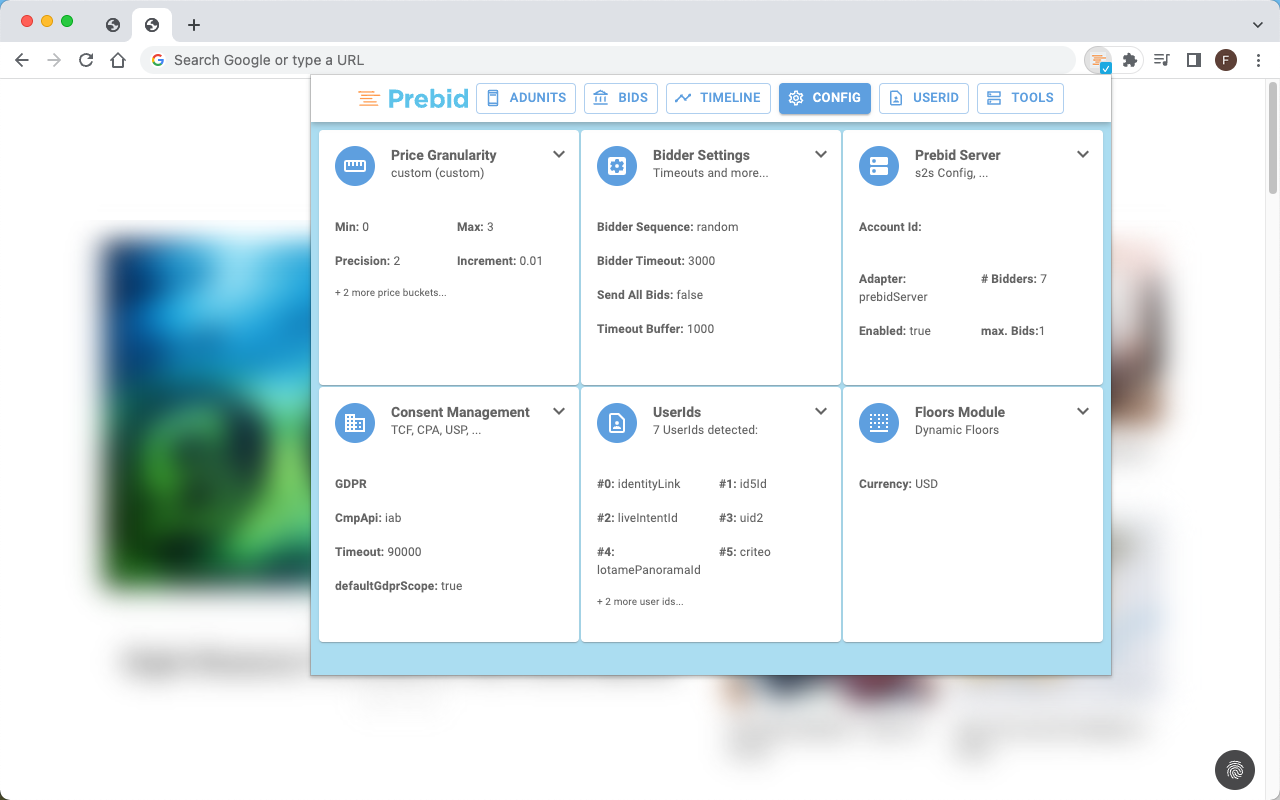 Search Google or type a URL
F
Prebid
ADUNITS
BIDS
TIMELINE
CONFIG
USERID
TOOLS
Price Granularity
custom (custom)
Min: 0
Max: 3
Precision: 2
Increment: 0.01
+ 2 more price buckets...
Bidder Settings
Timeouts and more...
Bidder Sequence: random
Bidder Timeout: 3000
Send All Bids: false
Timeout Buffer: 1000
Prebid Server
s2s Config, ...
Account Id:
Adapter:
prebidServer
# Bidders: 7
Enabled: true
max. Bids:1
Consent Management
TCF, CPA, USP, ...
GDPR
CmpApi: iab
Timeout: 90000
defaultGdprScope: true
UserIds
7 UserIds detected:
#0: identityLink
#1: id5Id
#2: liveIntentId
#3: uid2
#4:
lotamePanoramaId
#5: criteo
+ 2 more user ids...
Floors Module
Dynamic Floors
Currency: USD